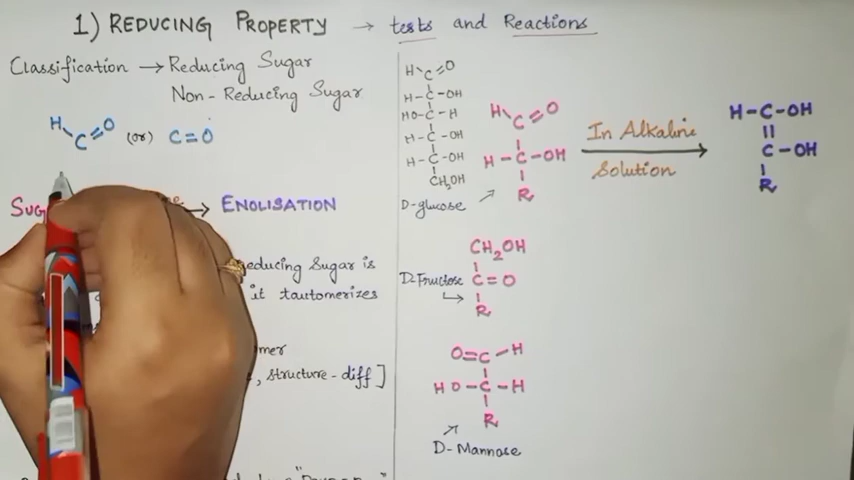 1) REDUCING PROPERTY → tests and Reactions
Classification → Reducing Sugar
Non-Reducing Sugar
H
C=O (or) C=O
→ ENOLISATION
reducing Sugar is
it tautomerizes
, structure-diff]
H
C=O
H-C-OH
HO-C-H
H-C-OH
H-C-OH
CH2OH
D-glucose
H
C=O
H-C-OH
R
In Alkaline
Solution
H-C-OH
||
C-OH
R
CH2OH
D-Fructose C=O
R
O=C-H
HO-C-H
R
D-Mannose